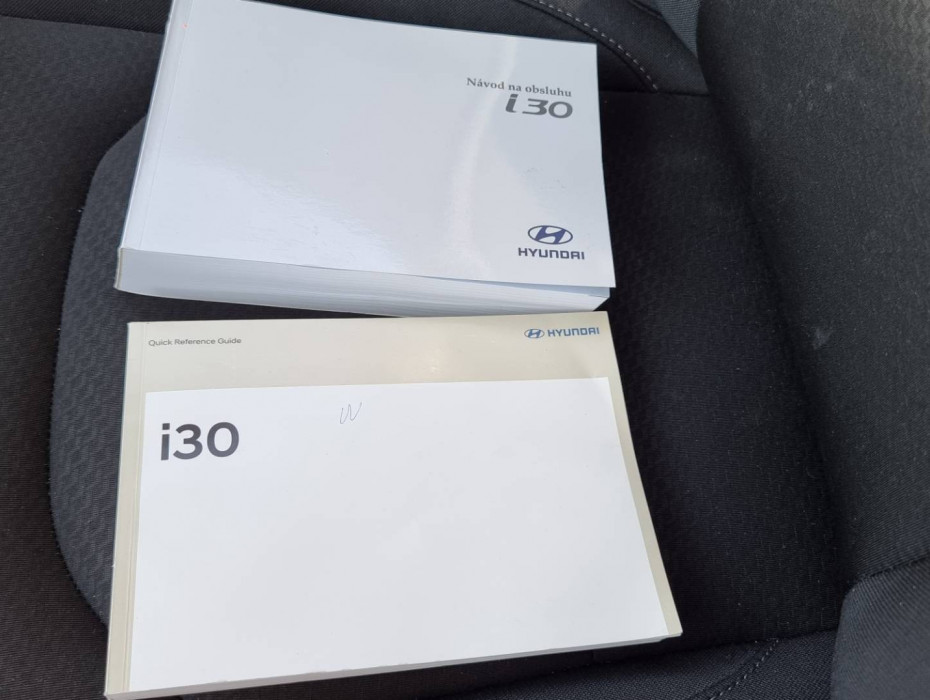 Návod na obsluhu
i30
HYUNDAI
Quick Reference Guide
HYUNDAI
i30